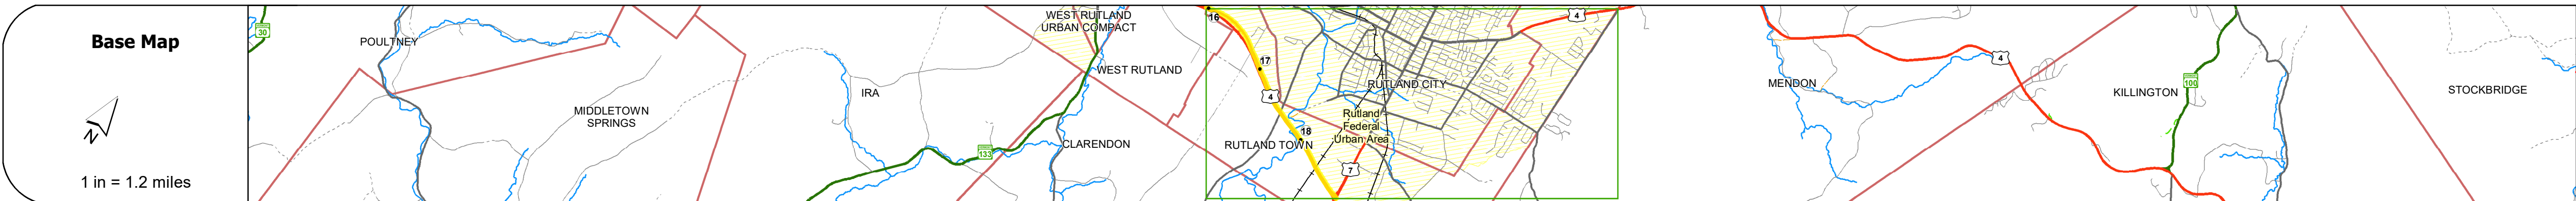 Base Map
N
1 in = 1.2 miles
30
POULTNEY
MIDDLETOWN
SPRINGS
IRA
133
WEST RUTLAND
URBAN COMPACT
WEST RUTLAND
CLARENDON
16
17
4
18
RUTLAND TOWN
Rutland
Federal
Urban Area
7
RUTLAND CITY
4
MENDON
4
KILLINGTON
100
STOCKBRIDGE